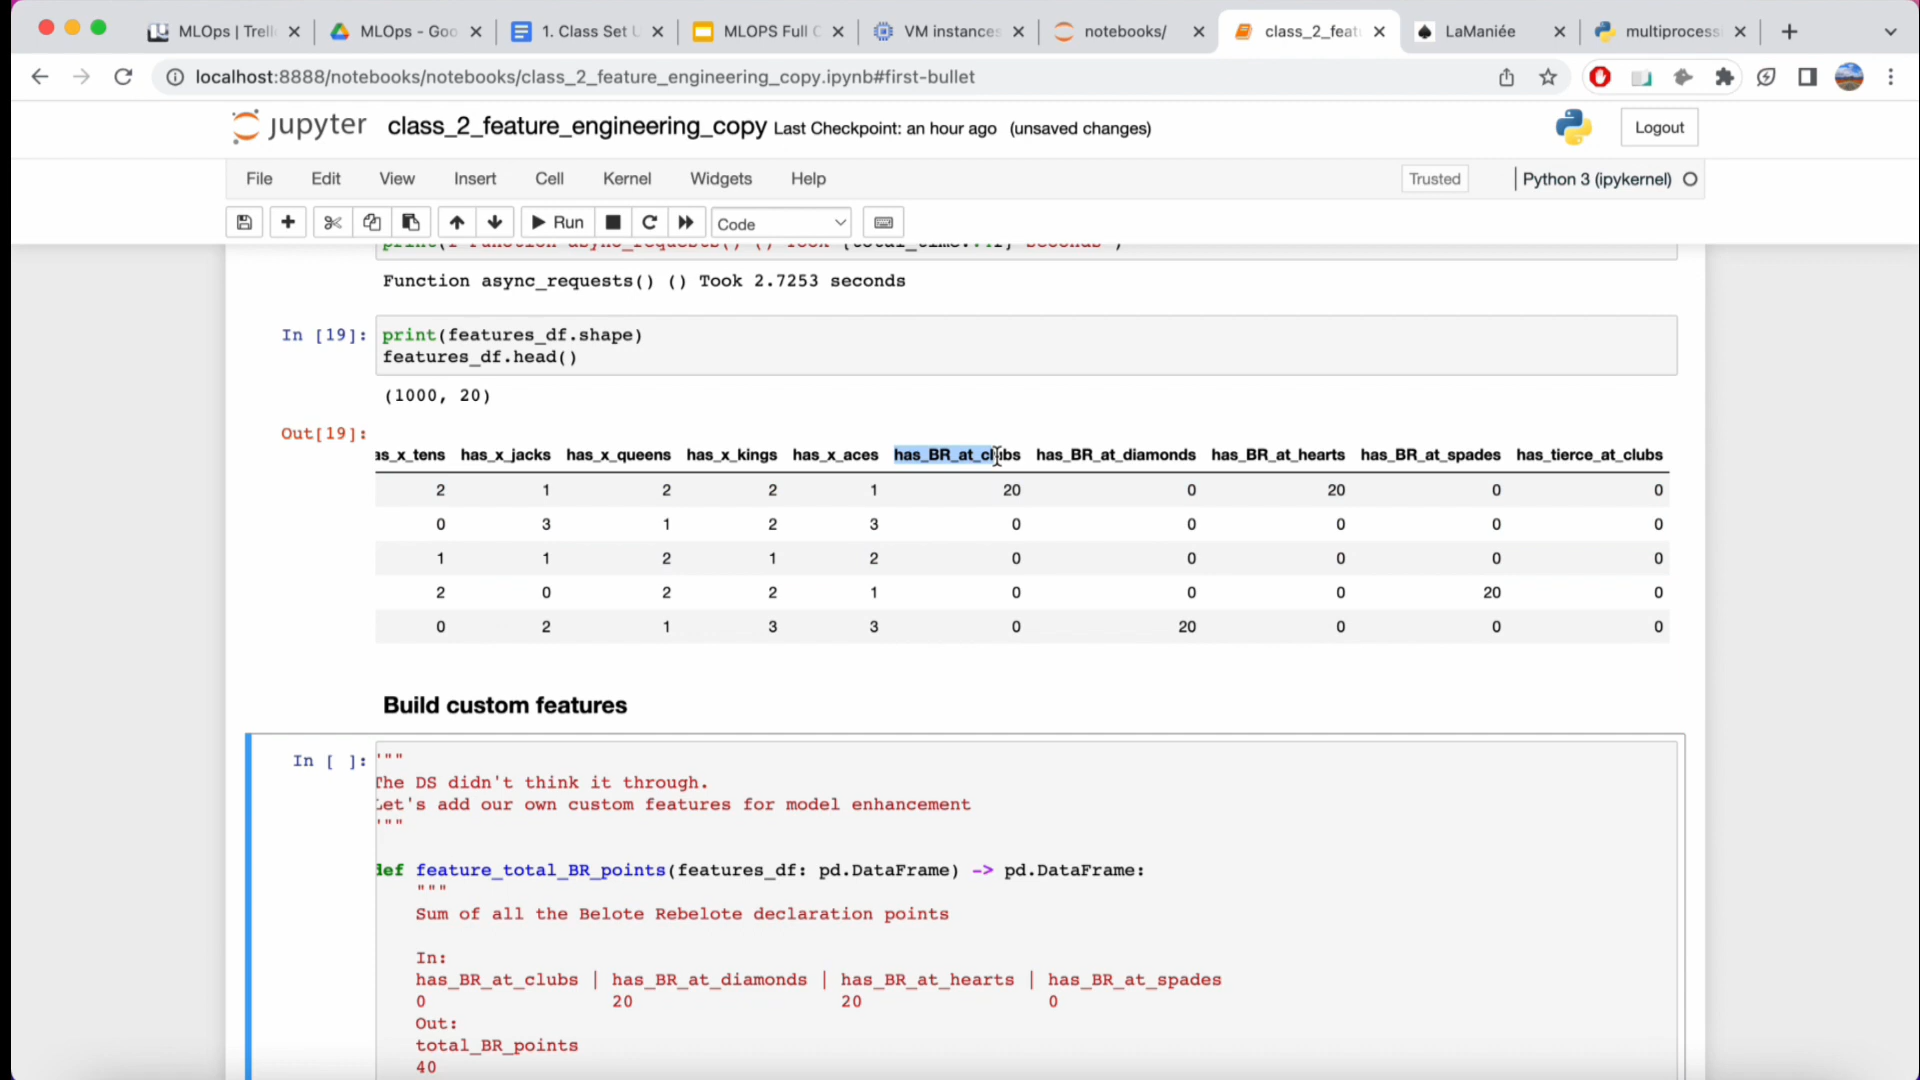 MLOps | Trell
MLOps - Goo
1. Class Set U
MLOPS Full C
VM instances
notebooks/
class_2_feat
LaManiée
multiprocess
localhost:8888/notebooks/notebooks/class_2_feature_engineering_copy.ipynb#first-bullet
jupyter class_2_feature_engineering_copy Last Checkpoint: an hour ago (unsaved changes)
Logout
File Edit View Insert Cell Kernel Widgets Help
Trusted
Python 3 (ipykernel)
Run
Code
Function async_requests() () Took 2.7253 seconds
In [19]: print(features_df.shape)
features_df.head()
(1000, 20)
Out[19]:
as_x_tens has_x_jacks has_x_queens has_x_kings has_x_aces has_BR_at_clubs has_BR_at_diamonds has_BR_at_hearts has_BR_at_spades has_tierce_at_clubs
2 1 2 2 1 20 0 20 0 0
0 3 1 2 3 0 0 0 0 0
1 1 2 1 2 0 0 0 0 0
2 0 2 2 1 0 0 0 20 0
0 2 1 3 3 0 20 0 0 0
Build custom features
In [ ]: """
The DS didn't think it through.
Let's add our own custom features for model enhancement
"""
def feature_total_BR_points(features_df: pd.DataFrame) -> pd.DataFrame:
"""
Sum of all the Belote Rebelote declaration points
In:
has_BR_at_clubs | has_BR_at_diamonds | has_BR_at_hearts | has_BR_at_spades
0 20 20 0
Out:
total_BR_points
40